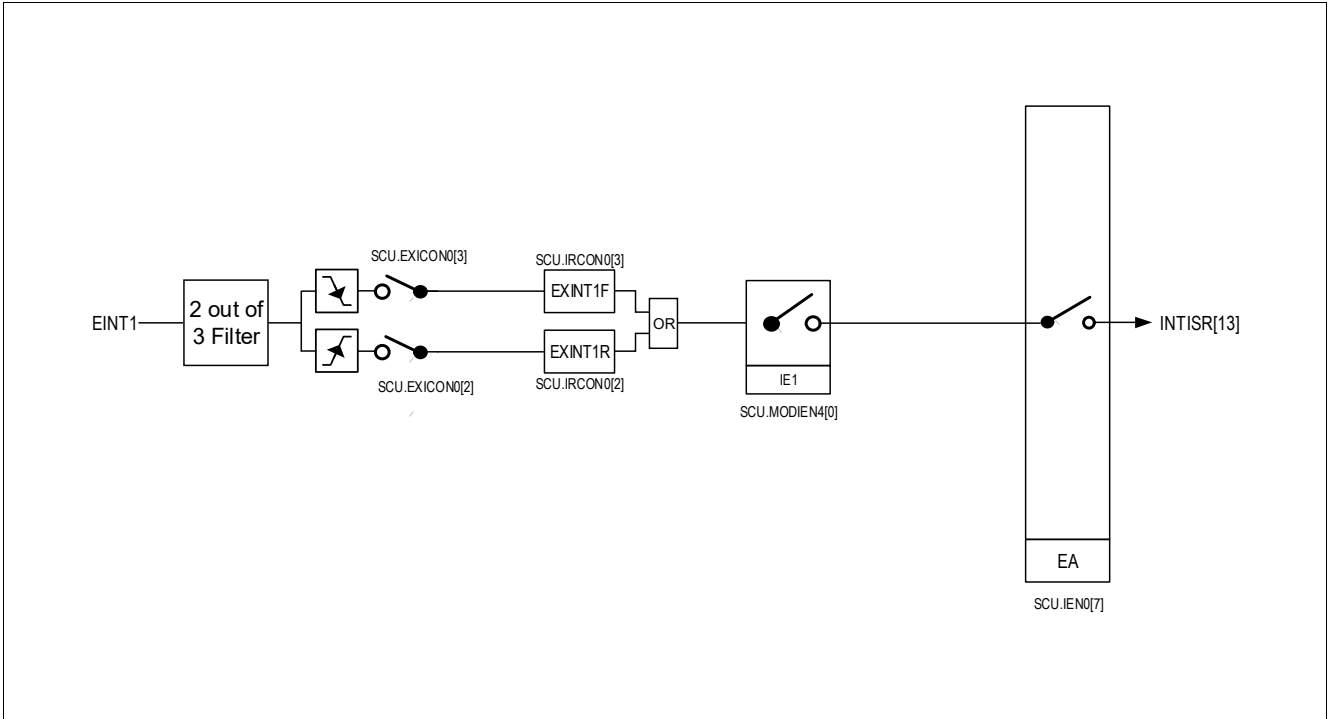 SCU.EXICON0[3]
SCU.IRCON0[3]
EXINT1F
EINT1
2 out of
3 Filter
OR
INTISR[13]
EXINT1R
SCU.EXICON0[2]
SCU.IRCON0[2]
IE1
SCU.MODIEN4[0]
EA
SCU.IEN0[7]